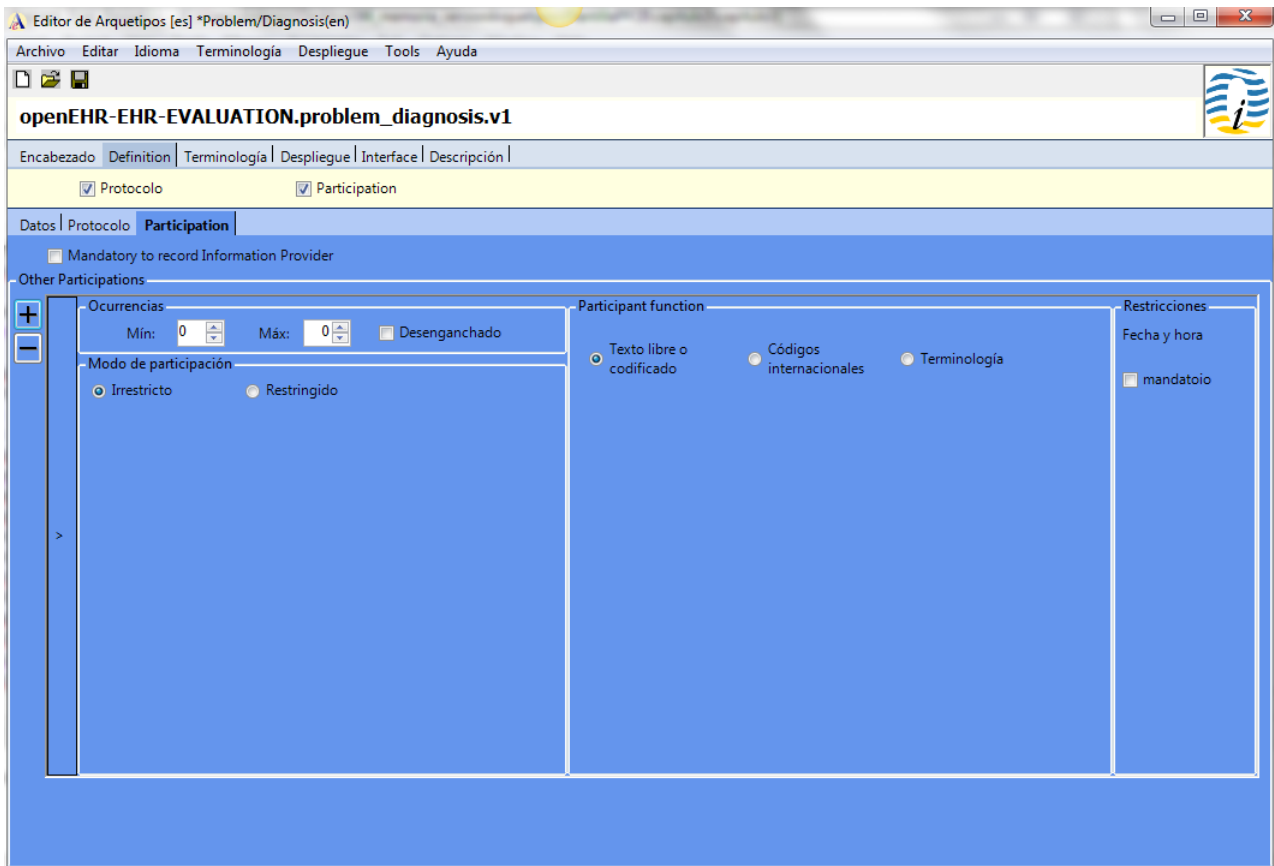 Editor de Arquetipos [es] *Problem/Diagnosis(en)
Archivo Editar Idioma Terminología Despliegue Tools Ayuda
openEHR-EHR-EVALUATION.problem_diagnosis.v1
Encabezado Definition Terminología Despliegue Interface Descripción
Protocolo Participation
Datos Protocolo Participation
Mandatory to record Information Provider
Other Participations
Ocurrencias
Mín: 0 Máx: 0 Desenganchado
Modo de participación
Irrestricto Restringido
Participant function
Texto libre o
codificado
Códigos
internacionales
Terminología
Restricciones
Fecha y hora
mandatoio
>